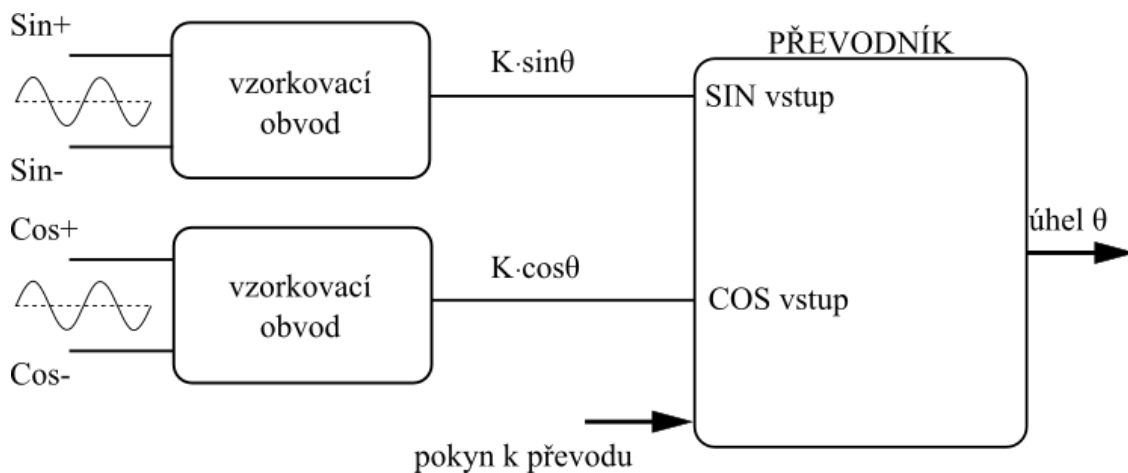 Sin+
vzorkovací
obvod
Sin-
K·sinθ
PŘEVODNÍK
SIN vstup
Cos+
vzorkovací
obvod
Cos-
K·cosθ
COS vstup
úhel θ
pokyn k převodu